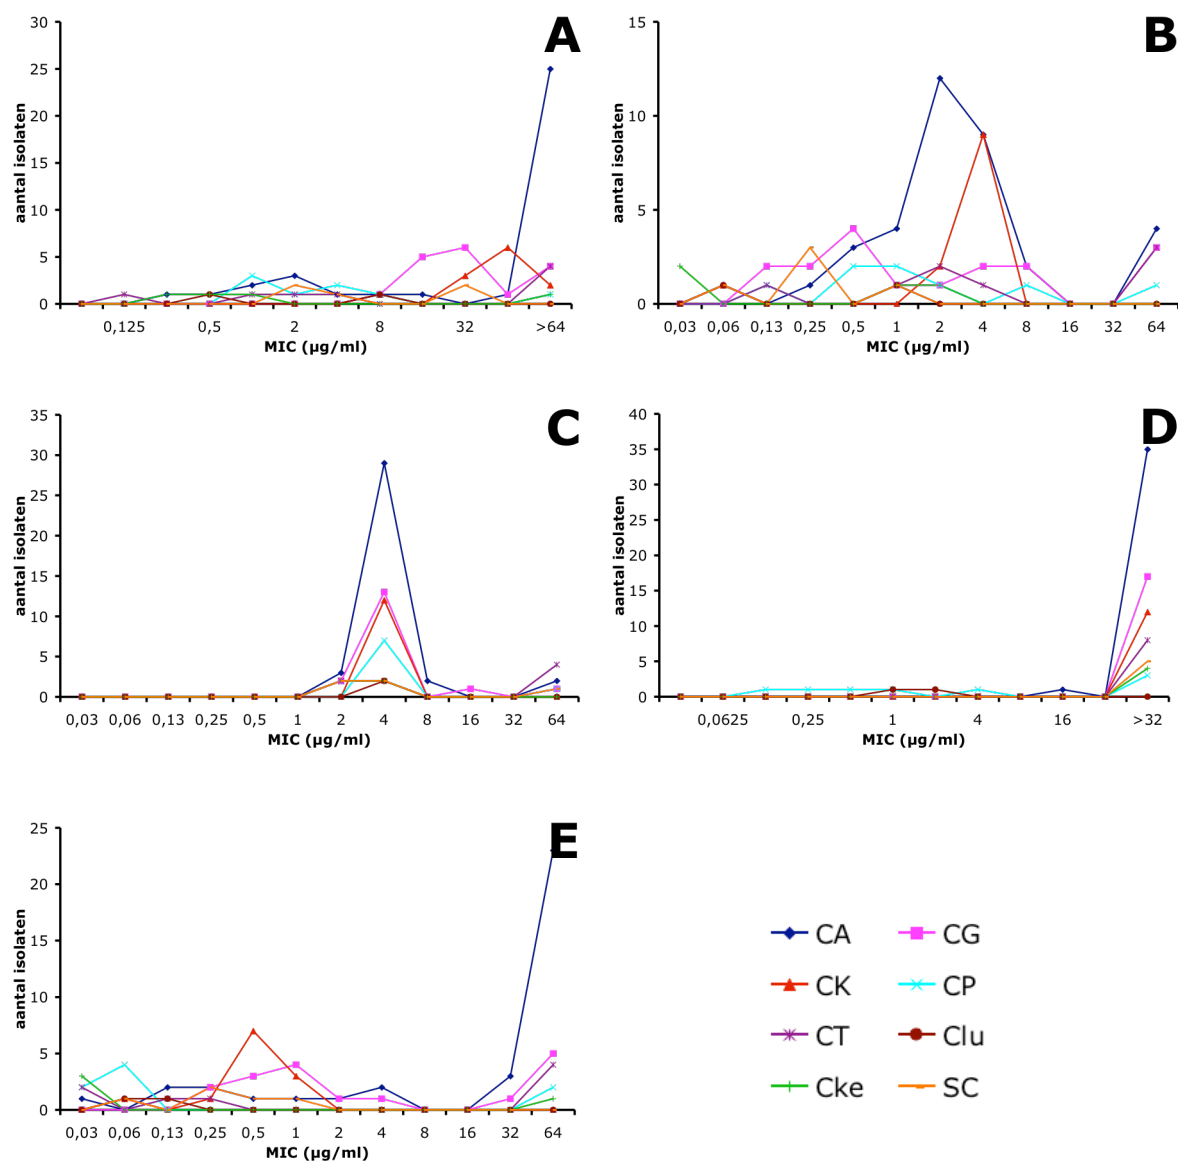 A
30
25
20
15
10
5
0
aantal isolaten
0,125 0,5 2 8 32 >64
MIC (µg/ml)
B
15
10
5
0
aantal isolaten
0,03 0,06 0,13 0,25 0,5 1 2 4 8 16 32 64
MIC (µg/ml)
C
35
30
25
20
15
10
5
0
aantal isolaten
0,03 0,06 0,13 0,25 0,5 1 2 4 8 16 32 64
MIC (µg/ml)
D
40
35
30
25
20
15
10
5
0
aantal isolaten
0,0625 0,25 1 4 16 >32
MIC (µg/ml)
E
25
20
15
10
5
0
aantal isolaten
0,03 0,06 0,13 0,25 0,5 1 2 4 8 16 32 64
MIC (µg/ml)
CA CG
CK CP
CT Clu
Cke SC